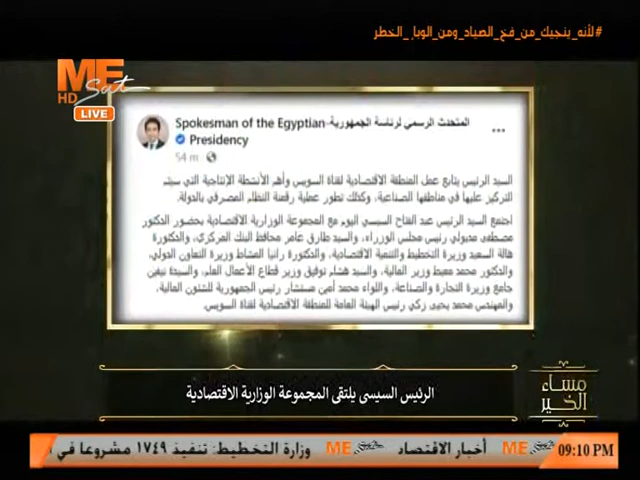 #لأنه_ينجيك_من_فخ_الصياد_ومن_الوبا_الخطر
ME
Sat
HD
LIVE
Spokesman of the Egyptian-المتحدث الرسمي لرئاسة الجمهورية
Presidency
54 m
السيد الرئيس يتابع عمل المنطقة الاقتصادية لقناة السويس وأهم الأنشطة الإنتاجية التي سيتم
التركيز عليها في مناطقها الصناعية، وكذلك تطور عملية رقمنة النظام المصرفي بالدولة.
اجتمع السيد الرئيس عبد الفتاح السيسي اليوم مع المجموعة الوزارية الاقتصادية بحضور الدكتور
مصطفى مدبولي رئيس مجلس الوزراء، والسيد طارق عامر محافظ البنك المركزي، والدكتورة
هالة السعيد وزيرة التخطيط والتنمية الاقتصادية، والدكتورة رانيا المشاط وزيرة التعاون الدولي،
والدكتور محمد معيط وزير المالية، والسيد هشام توفيق وزير قطاع الأعمال العام، والسيدة نيفين
جامع وزيرة التجارة والصناعة، واللواء محمد أمين مستشار رئيس الجمهورية للشئون المالية،
والمهندس محمد يحيى زكي رئيس الهيئة العامة للمنطقة الاقتصادية لقناة السويس.
الرئيس السيسى يلتقى المجموعة الوزارية الاقتصادية
مساء
الخير
أخبار الاقتصاد ME Sat وزارة التخطيط: تنفيذ ١٧٤٩ مشروعا في
ME Sat
09:10 PM